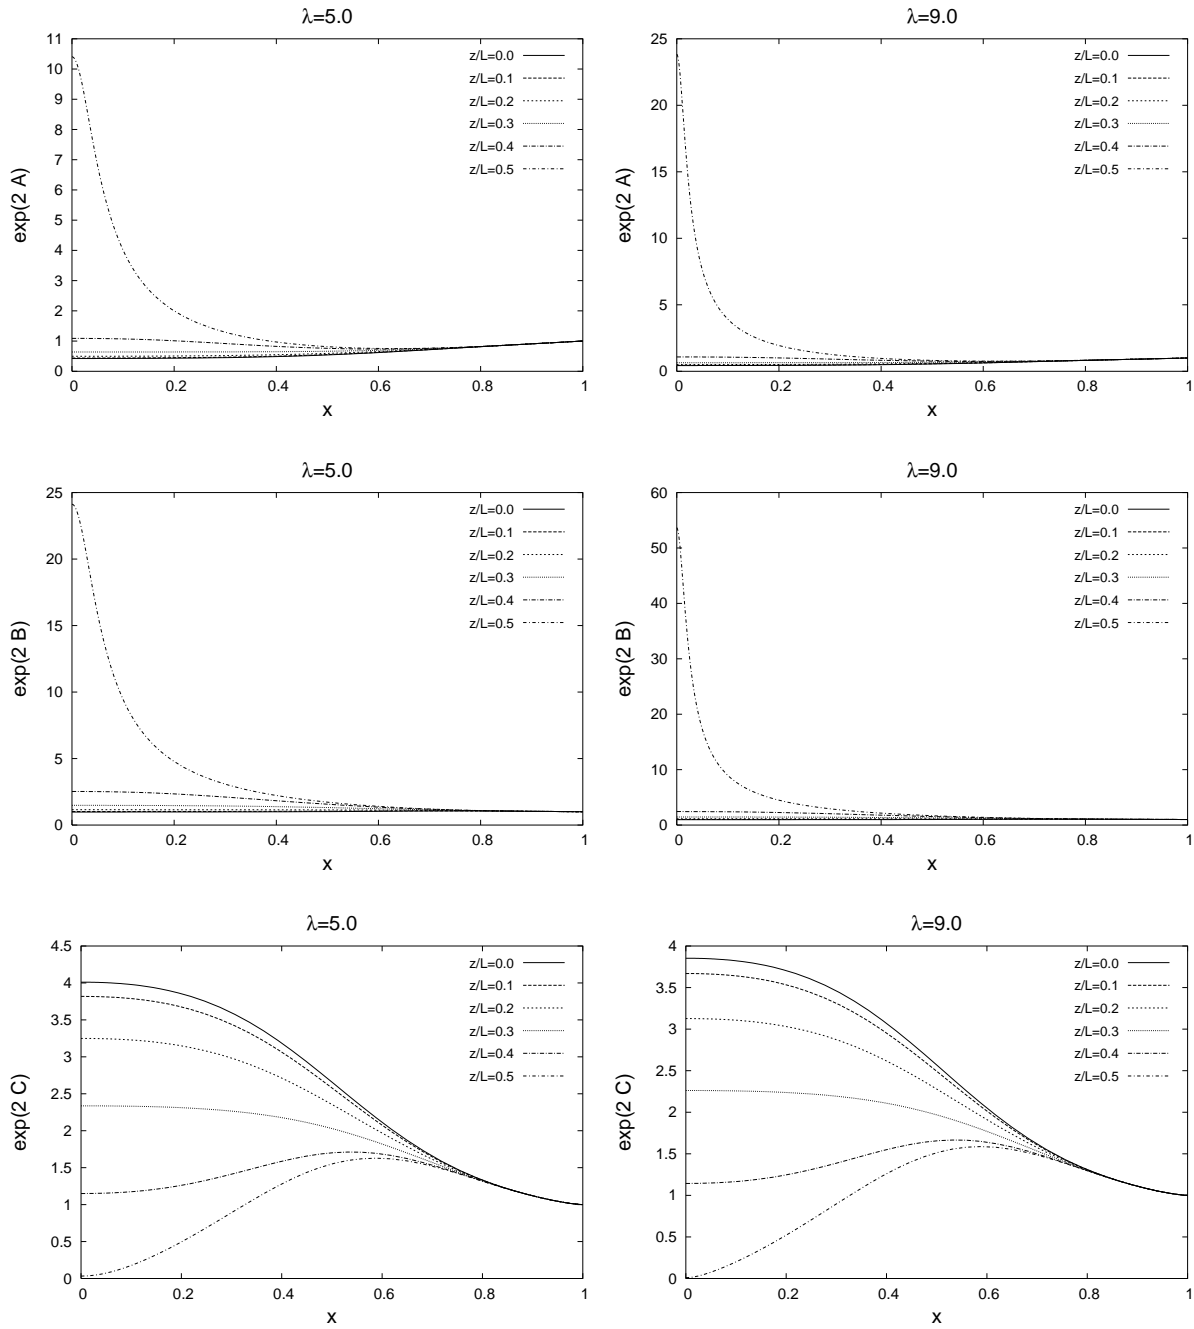 λ=5.0
exp(2 A)
11
10
9
8
7
6
5
4
3
2
1
0
z/L=0.0
z/L=0.1
z/L=0.2
z/L=0.3
z/L=0.4
z/L=0.5
0 0.2 0.4 0.6 0.8 1
x
λ=9.0
exp(2 A)
25
20
15
10
5
0
z/L=0.0
z/L=0.1
z/L=0.2
z/L=0.3
z/L=0.4
z/L=0.5
0 0.2 0.4 0.6 0.8 1
x
λ=5.0
exp(2 B)
25
20
15
10
5
0
z/L=0.0
z/L=0.1
z/L=0.2
z/L=0.3
z/L=0.4
z/L=0.5
0 0.2 0.4 0.6 0.8 1
x
λ=9.0
exp(2 B)
60
50
40
30
20
10
0
z/L=0.0
z/L=0.1
z/L=0.2
z/L=0.3
z/L=0.4
z/L=0.5
0 0.2 0.4 0.6 0.8 1
x
λ=5.0
exp(2 C)
4.5
4
3.5
3
2.5
2
1.5
1
0.5
0
z/L=0.0
z/L=0.1
z/L=0.2
z/L=0.3
z/L=0.4
z/L=0.5
0 0.2 0.4 0.6 0.8 1
x
λ=9.0
exp(2 C)
4
3.5
3
2.5
2
1.5
1
0.5
0
z/L=0.0
z/L=0.1
z/L=0.2
z/L=0.3
z/L=0.4
z/L=0.5
0 0.2 0.4 0.6 0.8 1
x